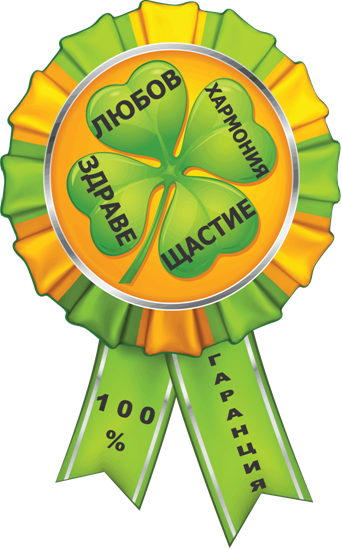 ЛЮБОВ
ХАРМОНИЯ
ЗДРАВЕ
ЩАСТИЕ
100
%
ГАРАНЦИЯ